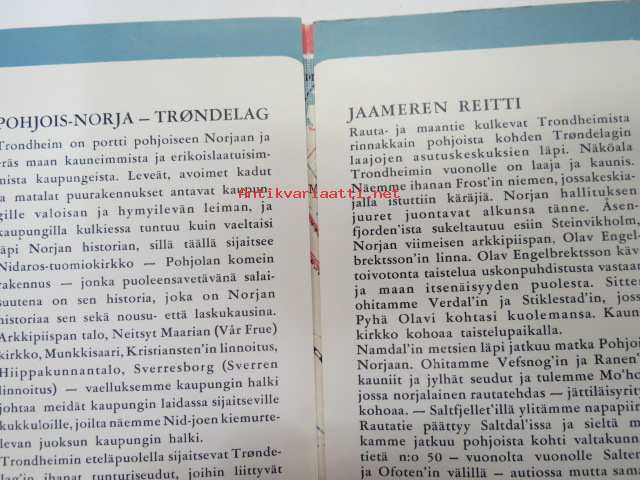 POHJOIS-NORJA – TRØNDELAG
Trondheim on portti pohjoiseen Norjaan ja
eräs maan kauneimmista ja erikoislaatuisim-
mista kaupungeista. Leveät, avoimet kadut
ja matalat puurakennukset antavat kaupun-
gille valoisan ja hymyilevän leiman, ja
kaupungilla kulkiessa tuntuu kuin vaeltaisi
läpi Norjan historian, sillä täällä sijaitsee
Nidaros-tuomiokirkko — Pohjolan komein
rakennus — jonka puoleensavetävänä salai-
suutena on sen historia, joka on Norjan
historiaa sen sekä nousu- että laskukausina.
Arkkipiispan talo, Neitsyt Maarian (Vår Frue)
kirkko, Munkkisaari, Kristiansten'in linnoitus,
Hiippakunnantalo, Sverresborg (Sverren
linnoitus) — vaelluksemme kaupungin halki
johtaa meidät kaupungin laidassa sijaitseville
kukkuloille, joilta näemme Nid-joen kiemurte-
levan juoksun kaupungin halki.
Trondheimin eteläpuolella sijaitsevat Trønde-
lag'in ihanat tunturiseudut, joihin liittyvät
JAAMEREN REITTI
Rauta- ja maantie kulkevat Trondheimista
rinnakkain pohjoista kohden Trøndelagin
laajojen asutuskeskuksien läpi. Näköala
Trondheimin vuonolle on laaja ja kaunis.
Näemme ihanan Frost'in niemen, jossakeskia-
jalla istuttiin käräjiä. Norjan hallituksen
juuret juontavat alkunsa tänne. Åsen-
fjorden'ista sukeltautuu esiin Steinvikholm,
Norjan viimeisen arkkipiispan, Olav Engel-
brektsson'in linna. Olav Engelbrektsson käv
toivotonta taistelua uskonpuhdistusta vastaan
ja maan itsenäisyyden puolesta. Sitten
ohitamme Verdal'in ja Stiklestad'in, jossa
Pyhä Olavi kohtasi kuolemansa. Kaun
kirkko kohoaa taistelupaikalla.
Namdal'in metsien läpi jatkuu matka Pohjoi
Norjaan. Ohitamme Vefsnog'in ja Ranen'
kauniit ja jylhät seudut ja tulemme Mo'ho
jossa norjalainen rautatehdas — jättiläisyrity
kohoaa. — Saltfjellet'illä ylitämme napapiiri
Rautatie päättyy Saltdal'issa ja sieltä m
kamme jatkuu pohjoista kohti valtakunn
tietä n:o 50 — vuonolta vuonolle Salten
ja Ofoten'in välillä — autiossa mutta sama
antikvariaatti.net